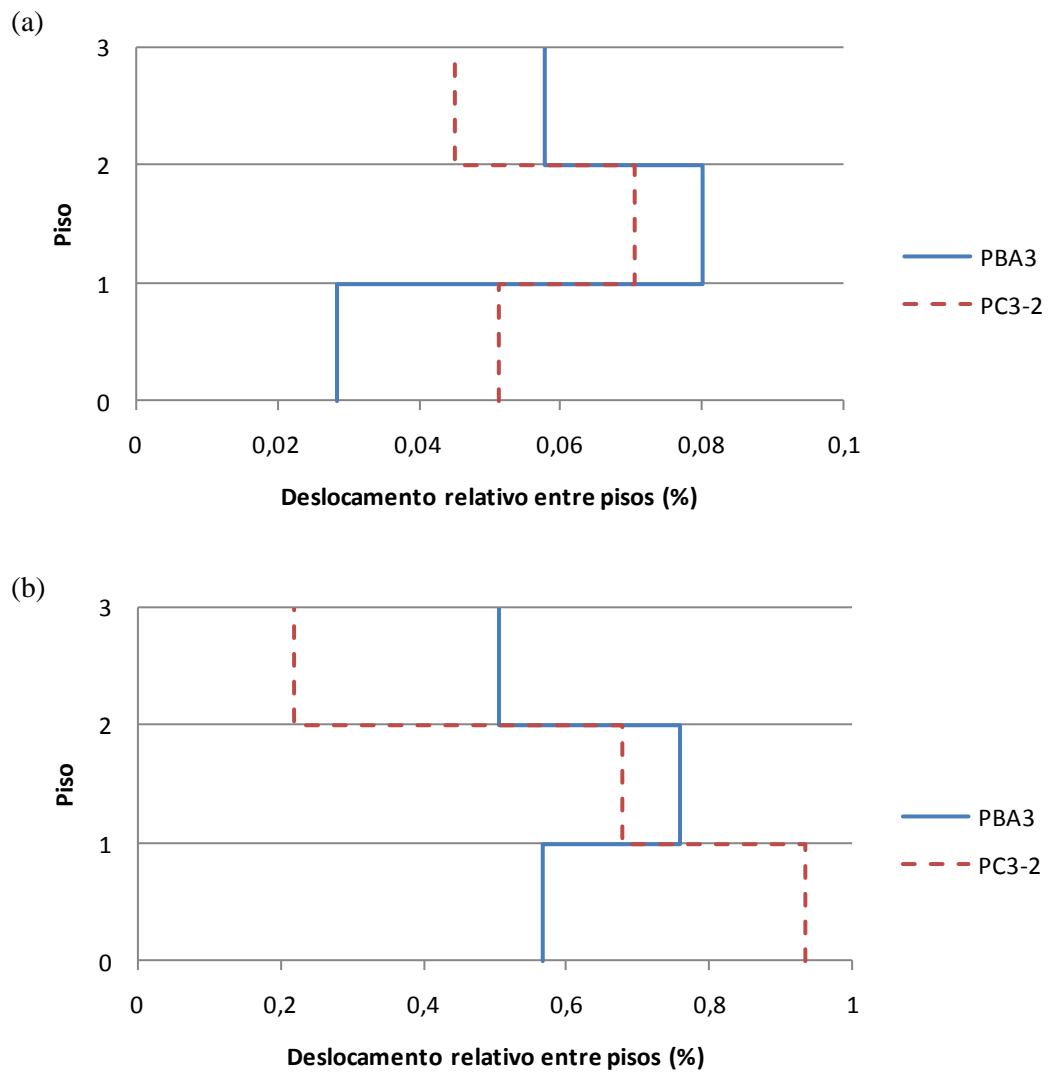 (a)
3
2
1
0
Piso
0
0,02
0,04
0,06
0,08
0,1
Deslocamento relativo entre pisos (%)
PBA3
PC3-2
(b)
3
2
1
0
Piso
0
0,2
0,4
0,6
0,8
1
Deslocamento relativo entre pisos (%)
PBA3
PC3-2